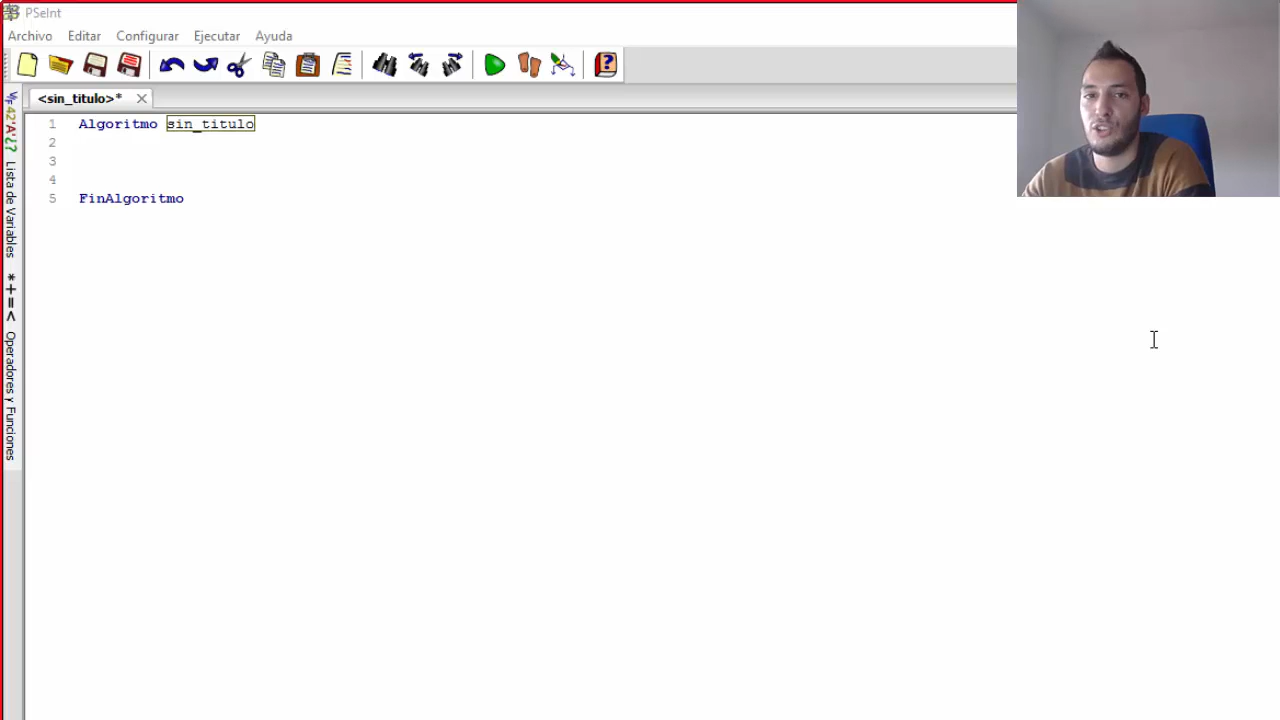 PSeInt
Archivo Editar Configurar Ejecutar Ayuda
<sin_titulo>*
1 Algoritmo sin_titulo
2
3
4
5 FinAlgoritmo
42 'A' ¿?
Lista de Variables
* + = <
Operadores y Funciones